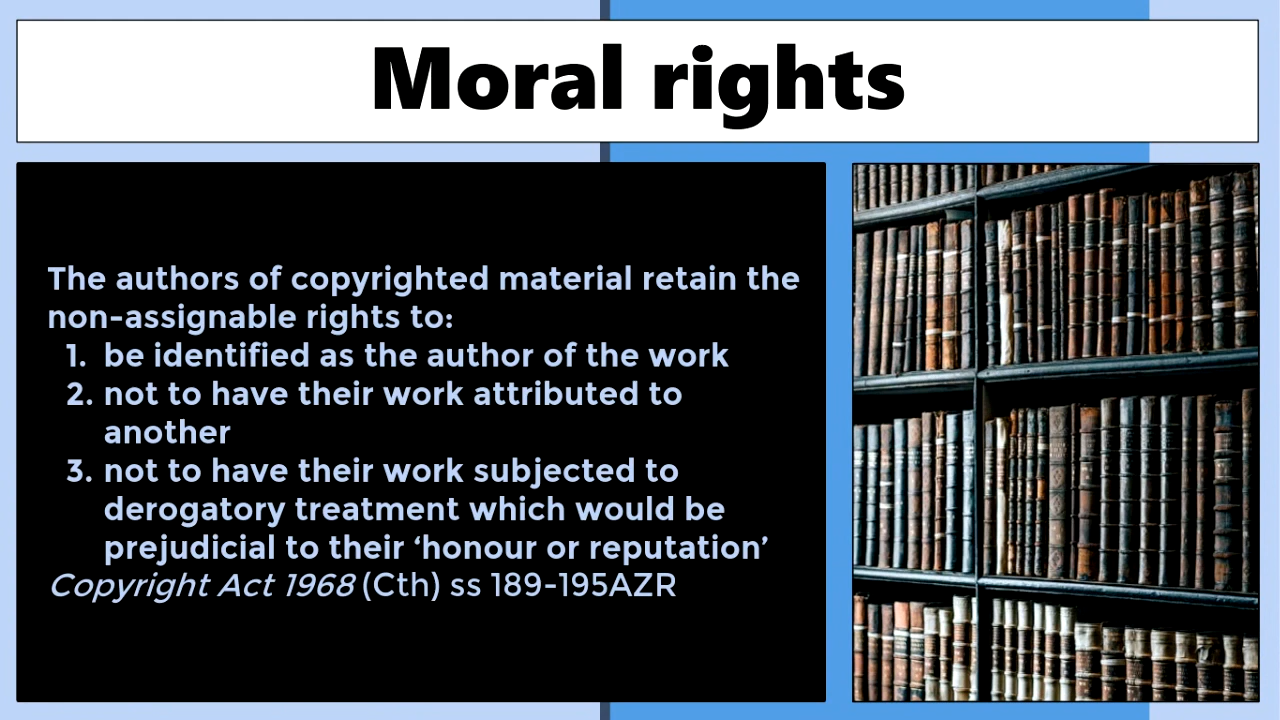 Moral rights
The authors of copyrighted material retain the
non-assignable rights to:
1. be identified as the author of the work
2. not to have their work attributed to
another
3. not to have their work subjected to
derogatory treatment which would be
prejudicial to their ‘honour or reputation’
Copyright Act 1968 (Cth) ss 189-195AZR